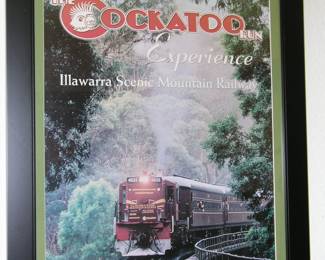 THE COCKATOO RUN
Experience
Illawarra Scenic Mountain Railway